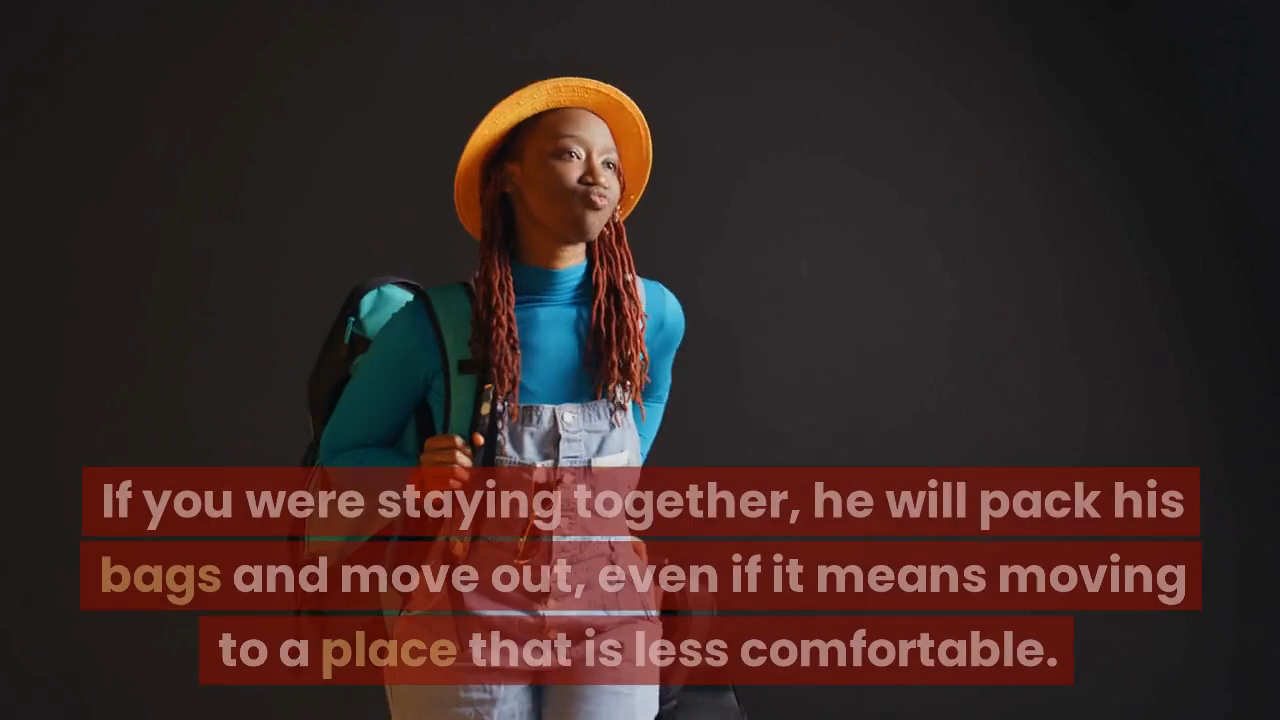 If you were staying together, he will pack his
bags and move out, even if it means moving
to a place that is less comfortable.